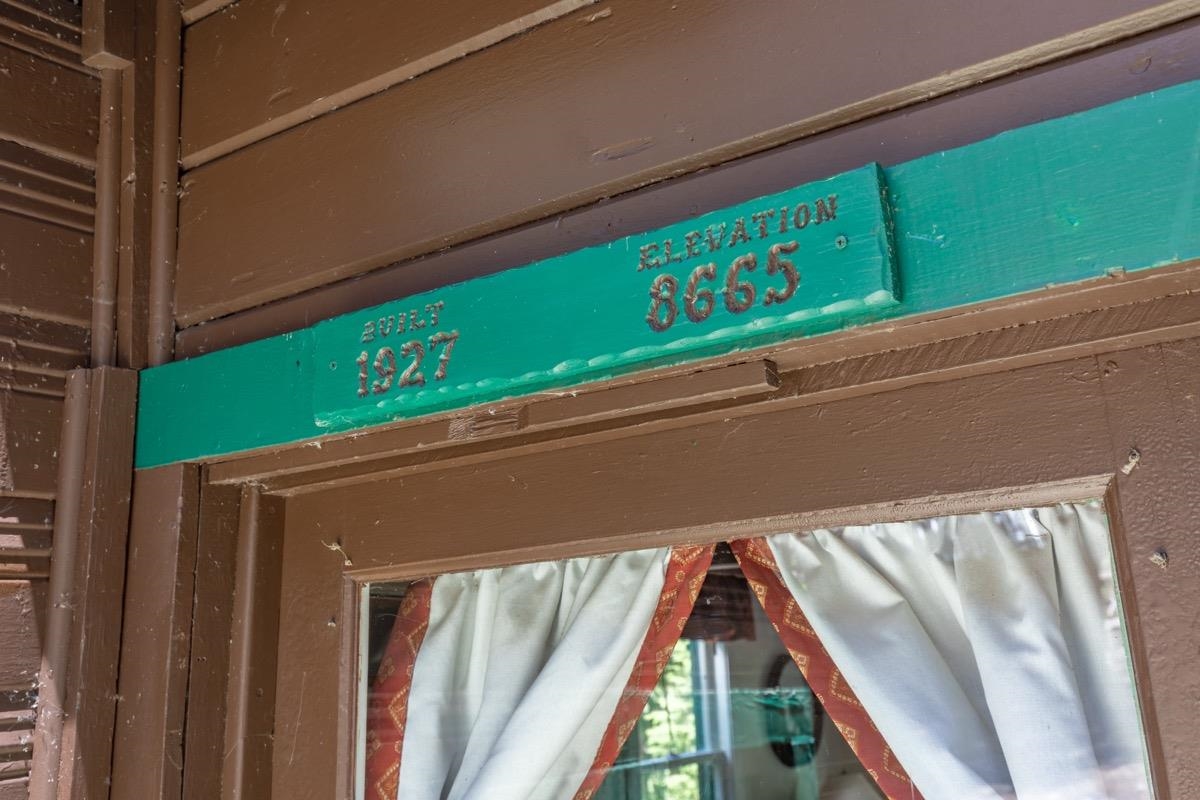 BUILT
1927
ELEVATION
8665